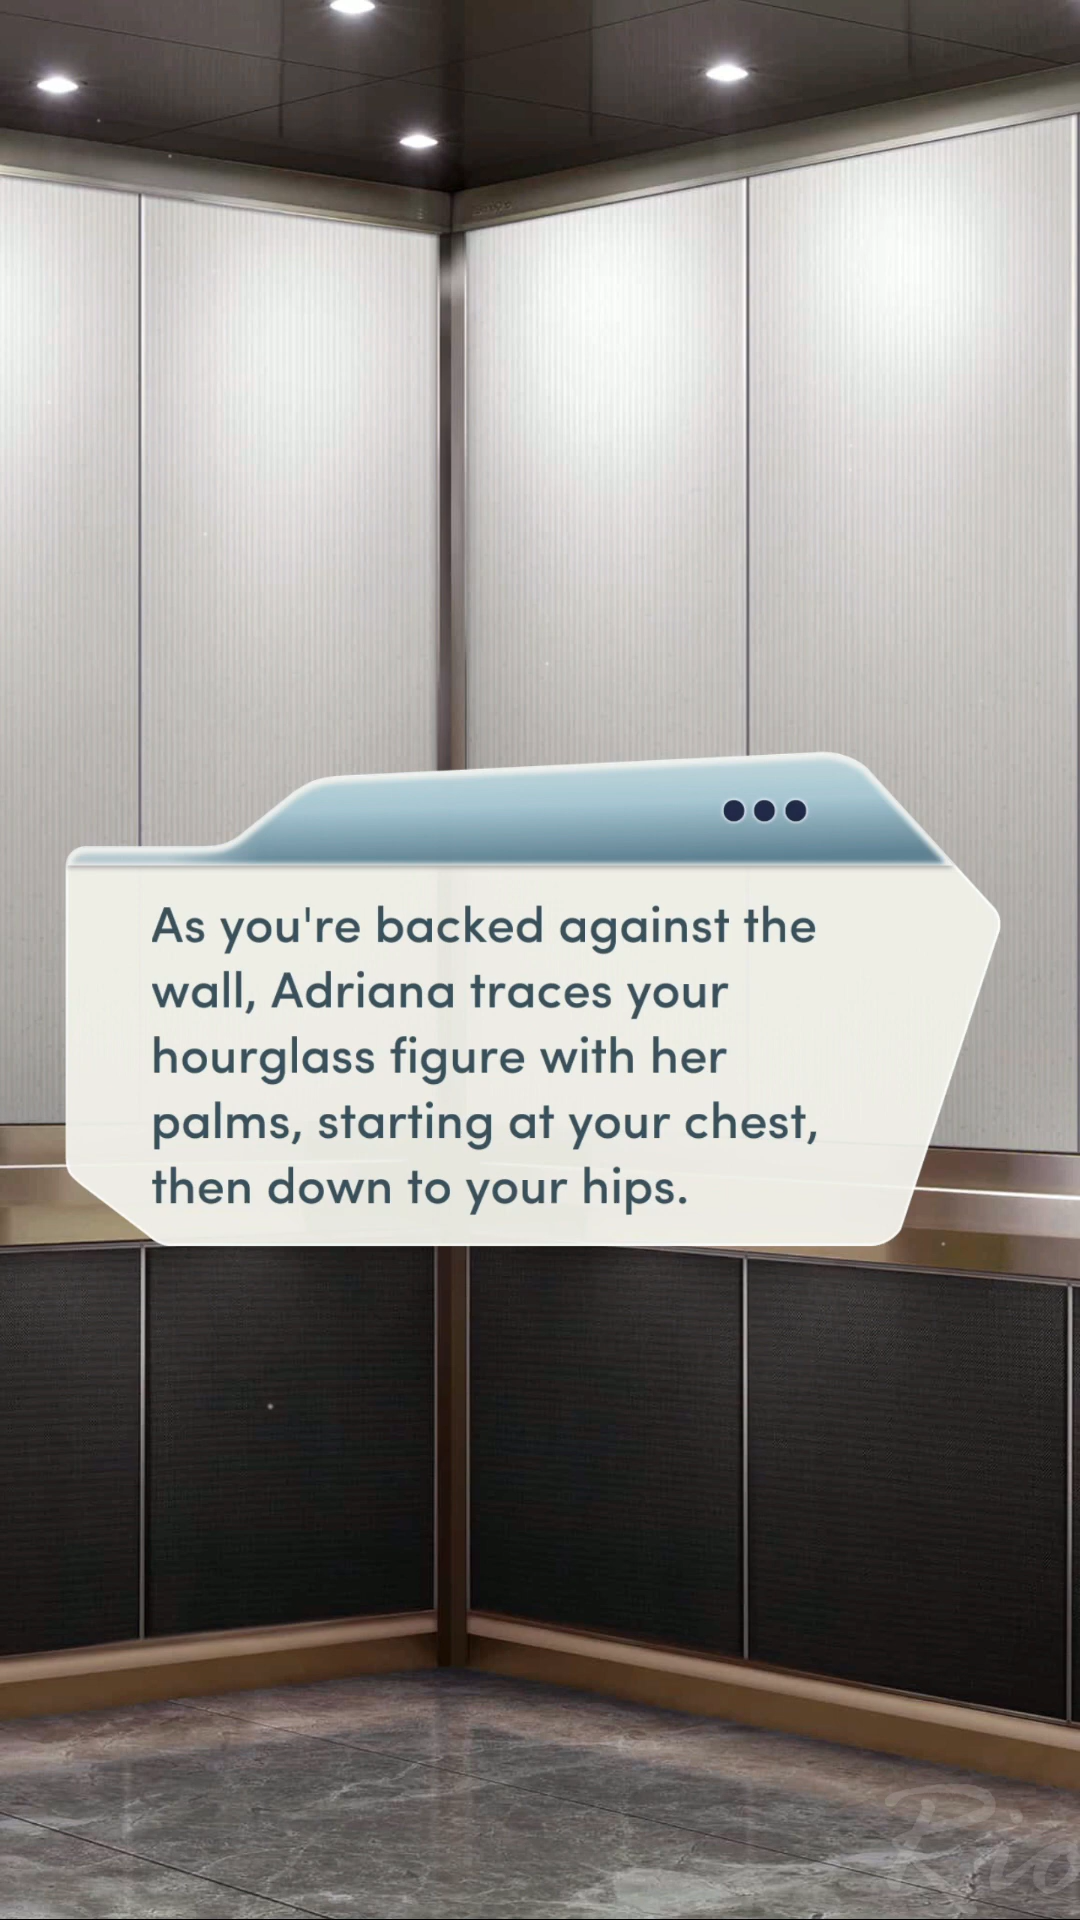 As you're backed against the
wall, Adriana traces your
hourglass figure with her
palms, starting at your chest,
then down to your hips.
Rio